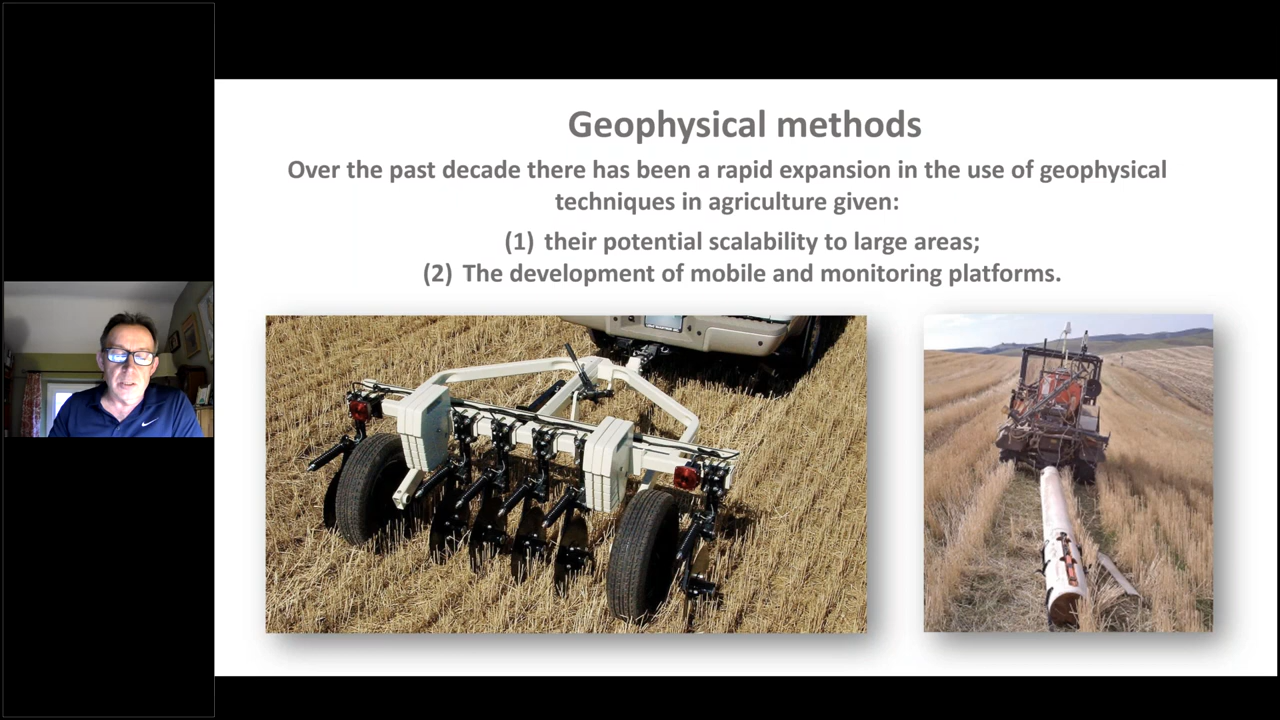 Geophysical methods
Over the past decade there has been a rapid expansion in the use of geophysical
techniques in agriculture given:
(1) their potential scalability to large areas;
(2) The development of mobile and monitoring platforms.